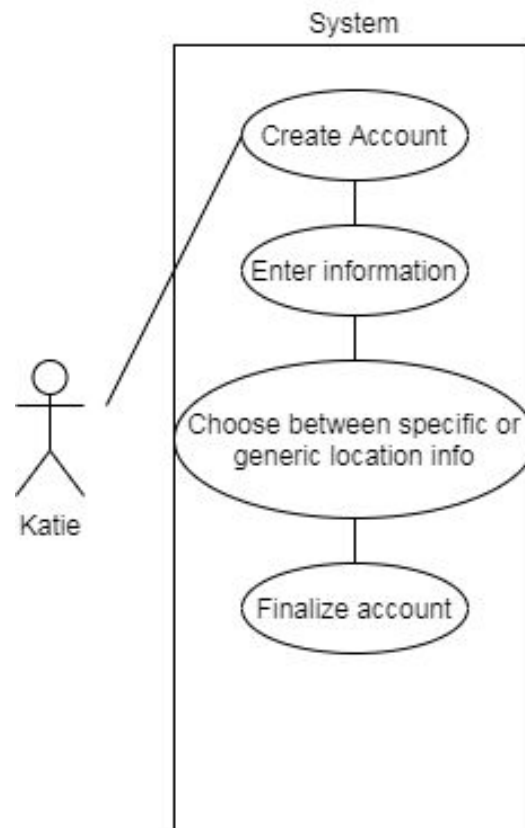 System
Create Account
Enter information
Choose between specific or
generic location info
Katie
Finalize account